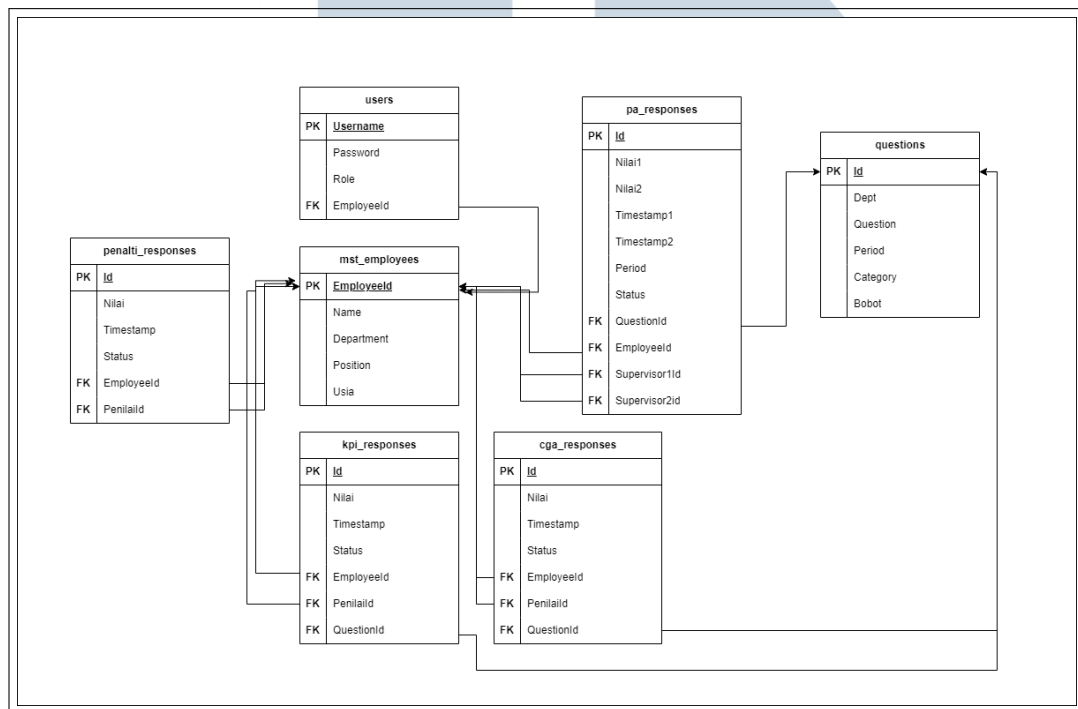 users
PK Username
Password
Role
FK EmployeeId
pa_responses
PK Id
Nilai1
Nilai2
Timestamp1
Timestamp2
Period
Status
FK QuestionId
FK EmployeeId
FK Supervisor1Id
FK Supervisor2id
questions
PK Id
Dept
Question
Period
Category
Bobot
penalti_responses
PK Id
Nilai
Timestamp
Status
FK EmployeeId
FK PenilaiId
mst_employees
PK EmployeeId
Name
Department
Position
Usia
kpi_responses
PK Id
Nilai
Timestamp
Status
FK EmployeeId
FK PenilaiId
FK QuestionId
cga_responses
PK Id
Nilai
Timestamp
Status
FK EmployeeId
FK PenilaiId
FK QuestionId